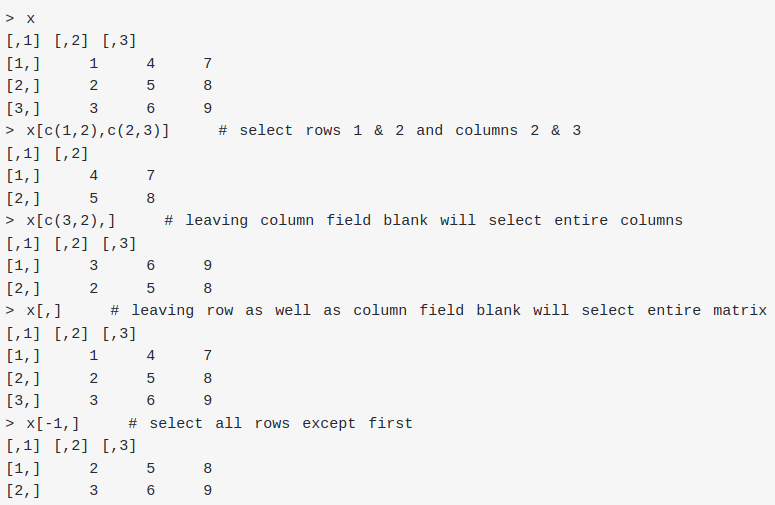 > x
[,1] [,2] [,3]
[1,]    1    4    7
[2,]    2    5    8
[3,]    3    6    9
> x[c(1,2),c(2,3)]    # select rows 1 & 2 and columns 2 & 3
[,1] [,2]
[1,]    4    7
[2,]    5    8
> x[c(3,2),]    # leaving column field blank will select entire columns
[,1] [,2] [,3]
[1,]    3    6    9
[2,]    2    5    8
> x[,]    # leaving row as well as column field blank will select entire matrix
[,1] [,2] [,3]
[1,]    1    4    7
[2,]    2    5    8
[3,]    3    6    9
> x[-1,]    # select all rows except first
[,1] [,2] [,3]
[1,]    2    5    8
[2,]    3    6    9